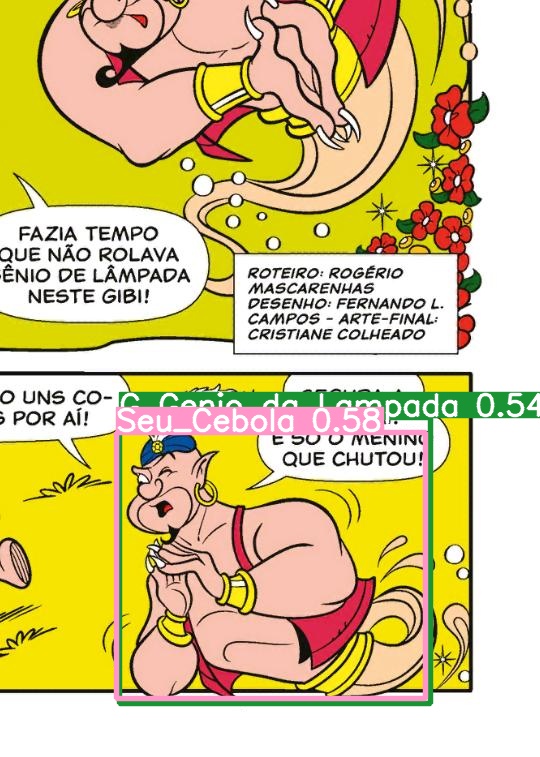 FAZIA TEMPO
QUE NÃO ROLAVA
GÊNIO DE LÂMPADA
NESTE GIBI!
ROTEIRO: ROGÉRIO
MASCARENHAS
DESENHO: FERNANDO L.
CAMPOS - ARTE-FINAL:
CRISTIANE COLHEADO
O UNS CO-
S POR AÍ!
C_Genio_da_Lampada 0.54
Seu_Cebola 0.58
É SÓ O MENINO
QUE CHUTOU!